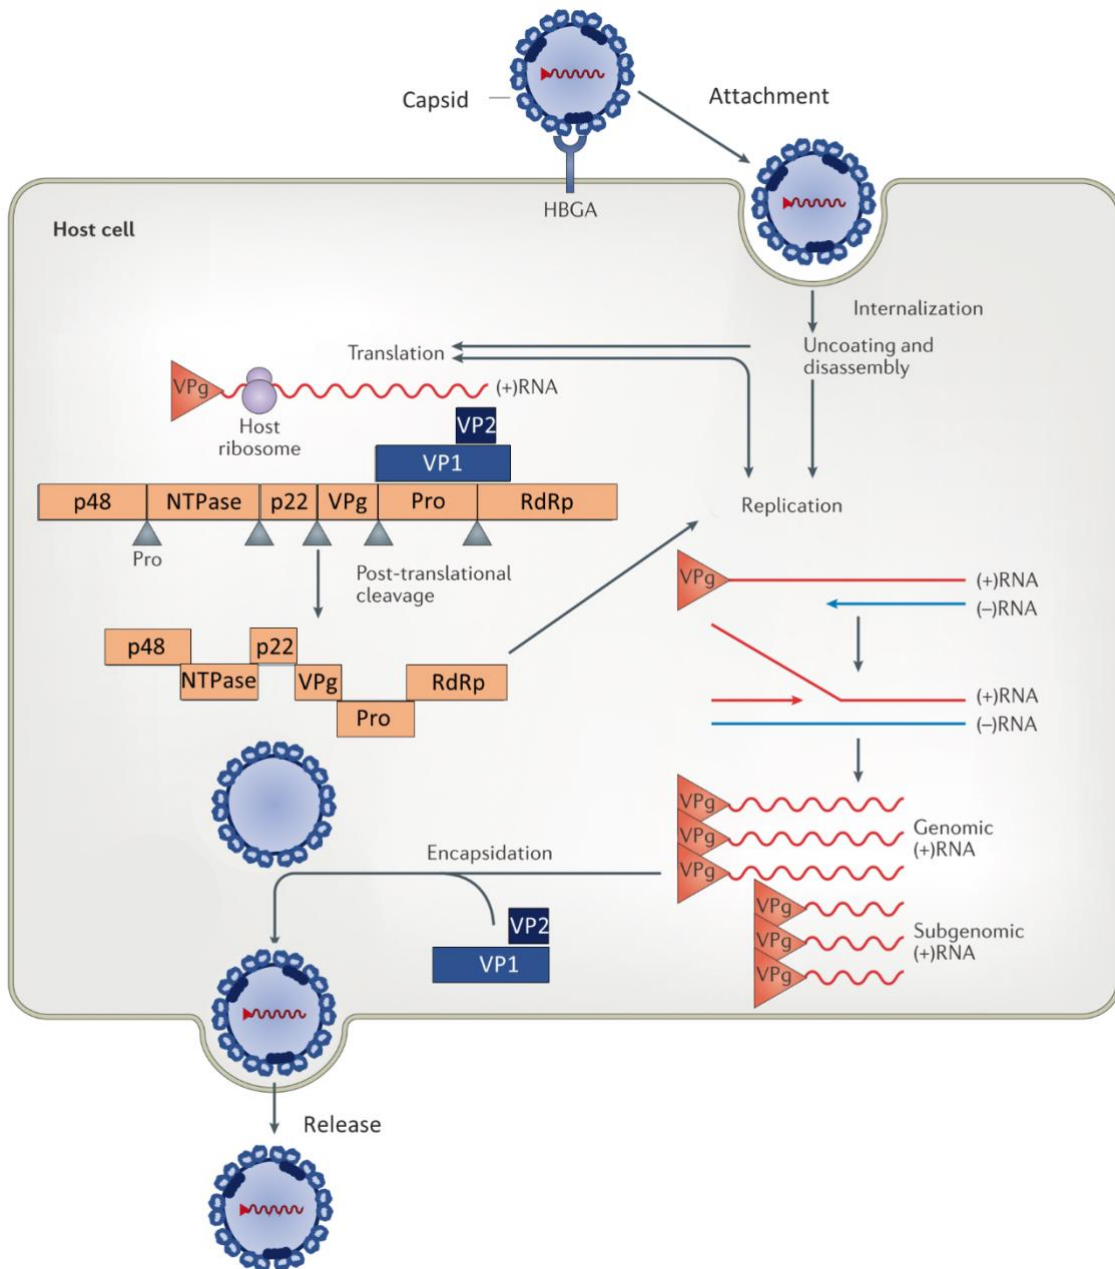 Capsid
Attachment
HBGA
Host cell
Internalization
Uncoating and
disassembly
Translation
VPg
(+)RNA
Host
ribosome
VP2
VP1
p48
NTPase
p22
VPg
Pro
RdRp
Pro
Post-translational
cleavage
Replication
VPg
(+)RNA
(–)RNA
p48
NTPase
p22
VPg
Pro
RdRp
(+)RNA
(–)RNA
VPg
VPg
VPg
Genomic
(+)RNA
VPg
VPg
VPg
Subgenomic
(+)RNA
Encapsidation
VP2
VP1
Release